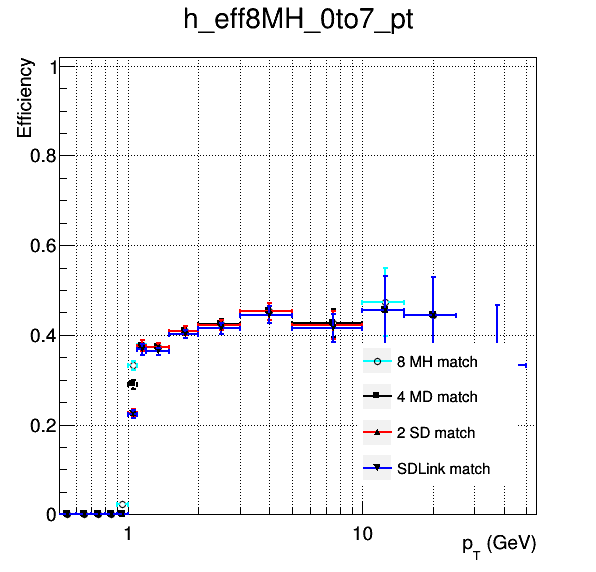 h_eff8MH_0to7_pt
Efficiency
1
0.8
0.6
0.4
0.2
0
8 MH match
4 MD match
2 SD match
SDLink match
1
10
p_T (GeV)